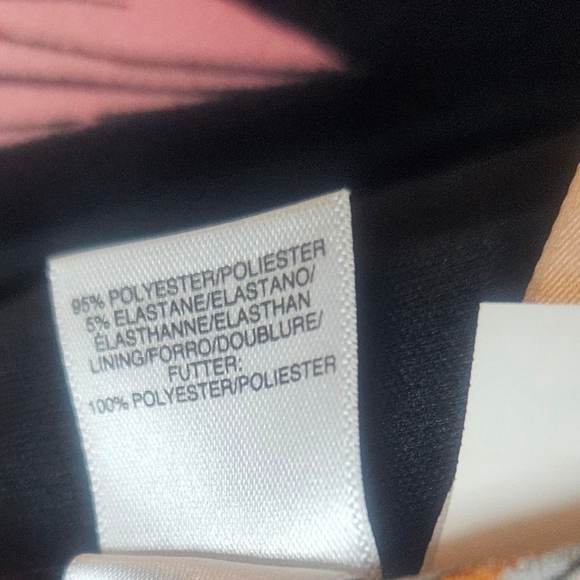 95% POLYESTER/POLIESTER
5% ELASTANE/ELASTANO/
ÉLASTHANNE/ELASTHAN
LINING/FORRO/DOUBLURE/
FUTTER:
100% POLYESTER/POLIESTER